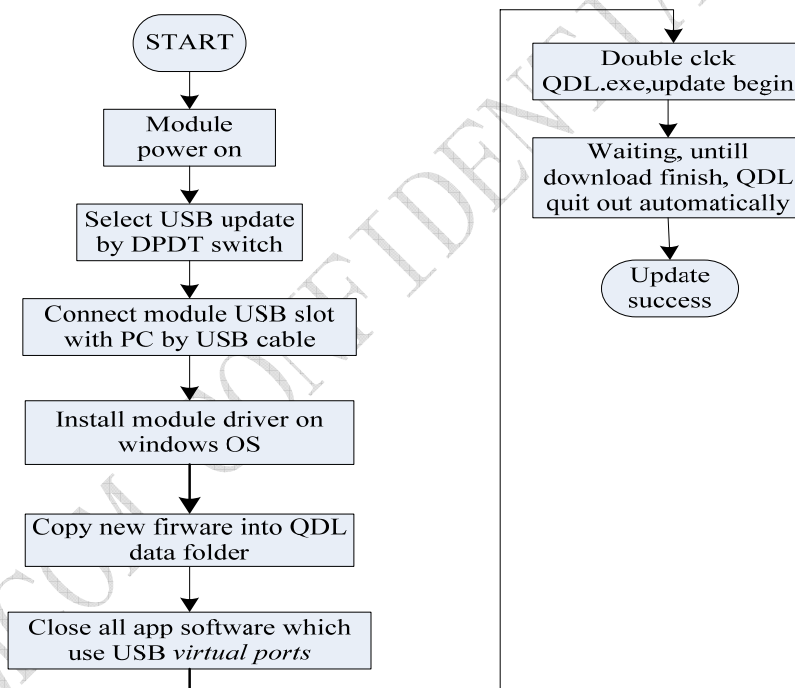 START
Module
power on
Select USB update
by DPDT switch
Connect module USB slot
with PC by USB cable
Install module driver on
windows OS
Copy new firware into QDL
data folder
Close all app software which
use USB virtual ports
Double clck
QDL.exe,update begin
Waiting, untill
download finish, QDL
quit out automatically
Update
success
COM CONFIDENTIAL